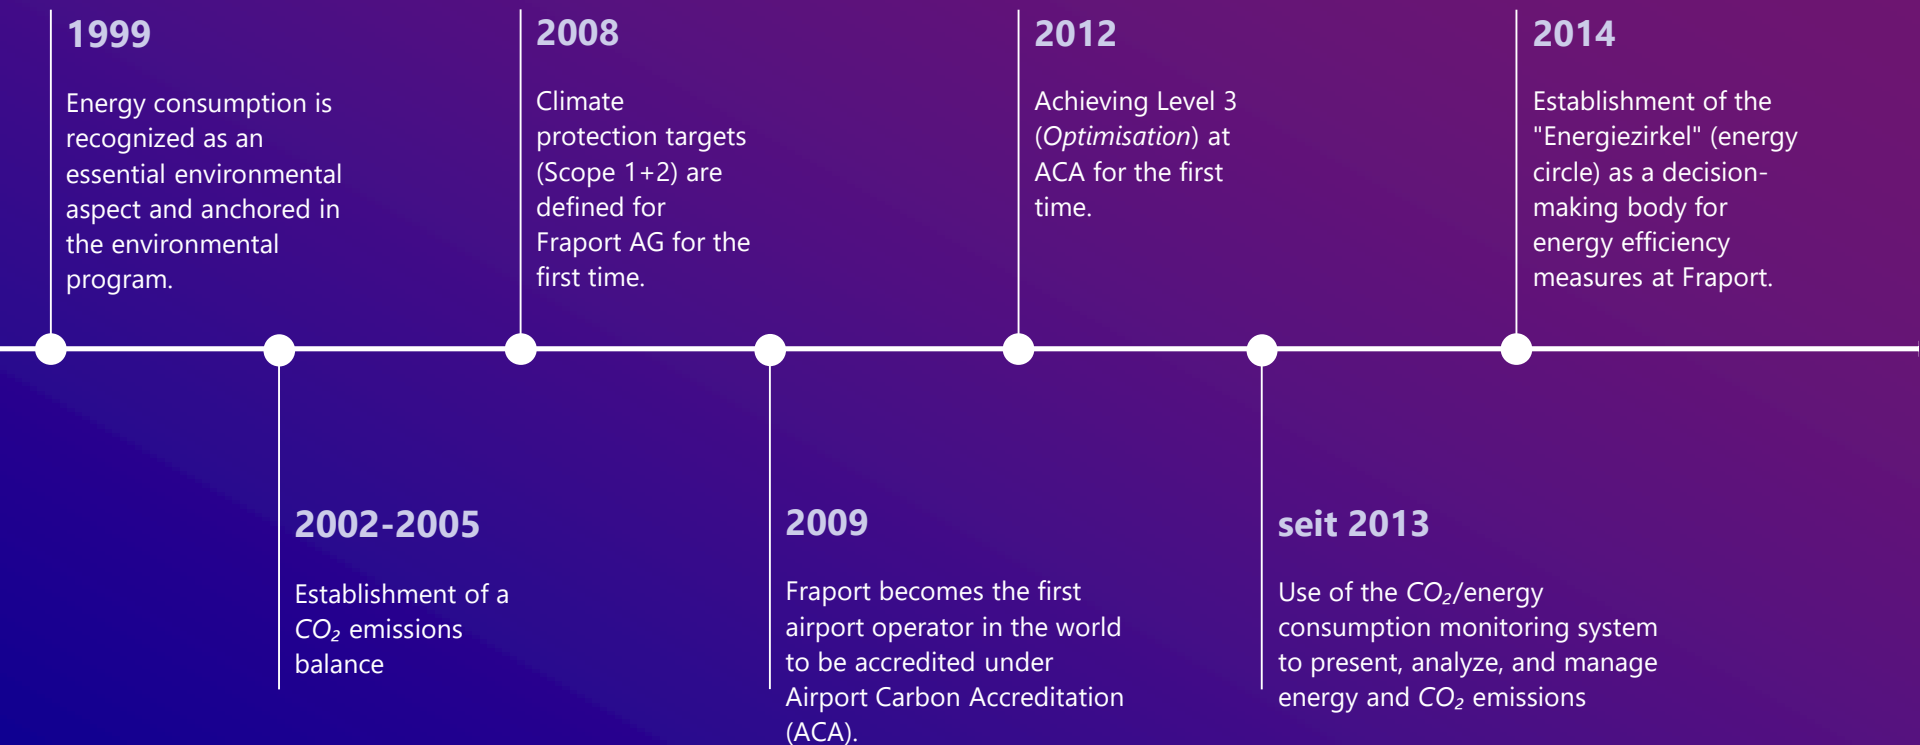 1999
Energy consumption is
recognized as an
essential environmental
aspect and anchored in
the environmental
program.
2002-2005
Establishment of a
CO₂ emissions
balance
2008
Climate
protection targets
(Scope 1+2) are
defined for
Fraport AG for the
first time.
2009
Fraport becomes the first
airport operator in the world
to be accredited under
Airport Carbon Accreditation
(ACA).
2012
Achieving Level 3
(Optimisation) at
ACA for the first
time.
seit 2013
Use of the CO₂/energy
consumption monitoring system
to present, analyze, and manage
energy and CO₂ emissions
2014
Establishment of the
"Energiezirkel" (energy
circle) as a decision-
making body for
energy efficiency
measures at Fraport.